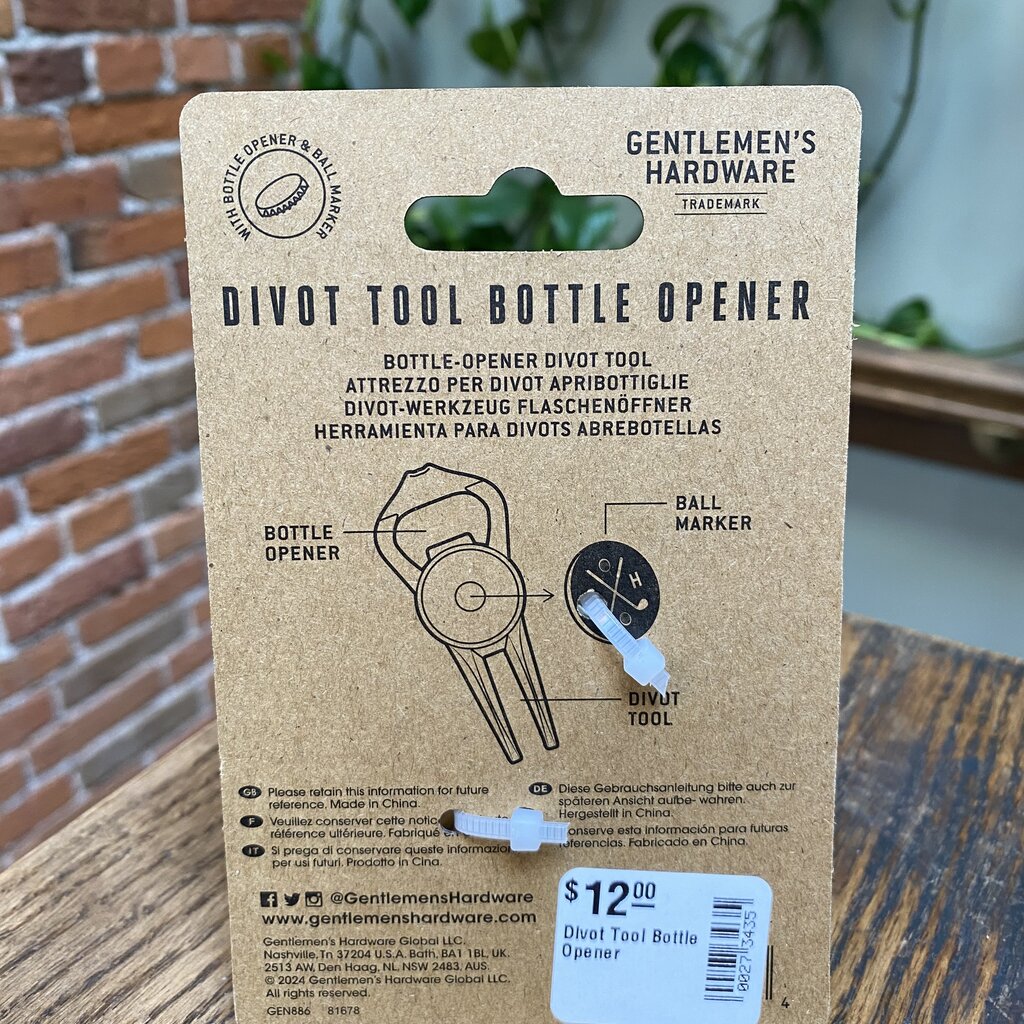 WITH BOTTLE OPENER & BALL MARKER
GENTLEMEN'S
HARDWARE
TRADEMARK
DIVOT TOOL BOTTLE OPENER
BOTTLE-OPENER DIVOT TOOL
ATTREZZO PER DIVOT APRIBOTTIGLIE
DIVOT-WERKZEUG FLASCHENÖFFNER
HERRAMIENTA PARA DIVOTS ABREBOTELLAS
BOTTLE
OPENER
BALL
MARKER
H
DIVOT
TOOL
GB Please retain this information for future
reference. Made in China.
F Veuillez conserver cette
référence ultérieure. Fabriqué
IT Si prega di conservare queste
per usi futuri. Prodotto in Cina.
DE Diese Gebrauchsanleitung bitte auch zur
späteren Ansicht aufbe- wahren.
Hergestellt in China.
esta información para futuras
referencias. Fabricado en China.
@GentlemensHardware
www.gentlemenshardware.com
Gentlemen's Hardware Global LLC.
Nashville, Tn 37204 U.S.A. Bath, BA1 1BL, UK.
2513 AW, Den Haag, NL. NSW 2483, AUS.
© 2024 Gentlemen's Hardware Global LLC.
All rights reserved.
GEN886 81678
$12.00
Divot Tool Bottle
Opener
0027 3435
4